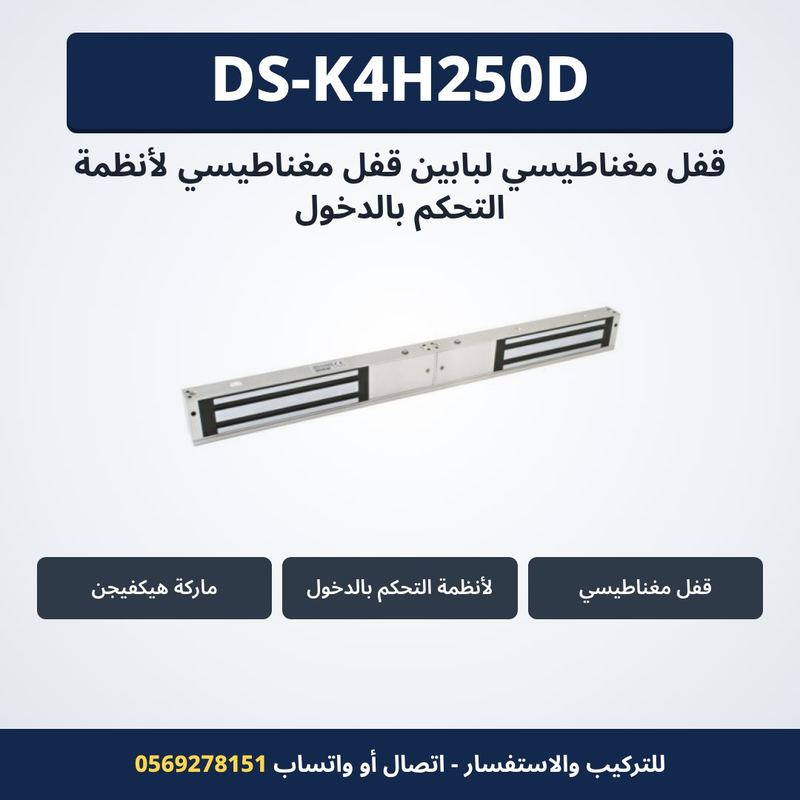 DS-K4H250D
قفل مغناطيسي لبابين قفل مغناطيسي لأنظمة
التحكم بالدخول
قفل مغناطيسي
لأنظمة التحكم بالدخول
ماركة هيكفيجن
للتركيب والاستفسار - اتصال أو واتساب 0569278151